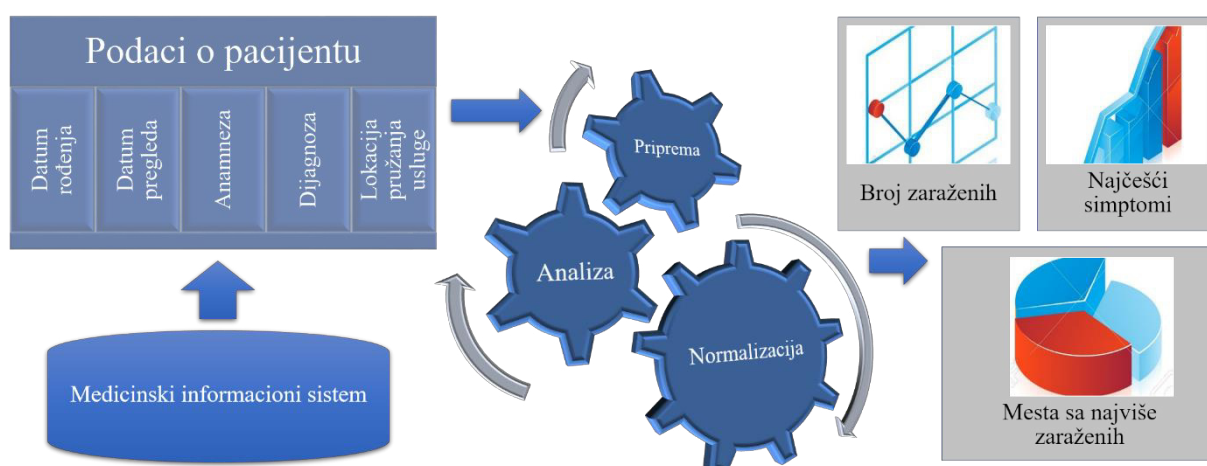 Podaci o pacijentu
Datum
rođenja
Datum
pregleda
Anamneza
Dijagnoza
Lokacija
pružanja
usluge
Medicinski informacioni sistem
Priprema
Analiza
Normalizacija
Broj zaraženih
Najčešći
simptomi
Mesta sa najviše
zaraženih